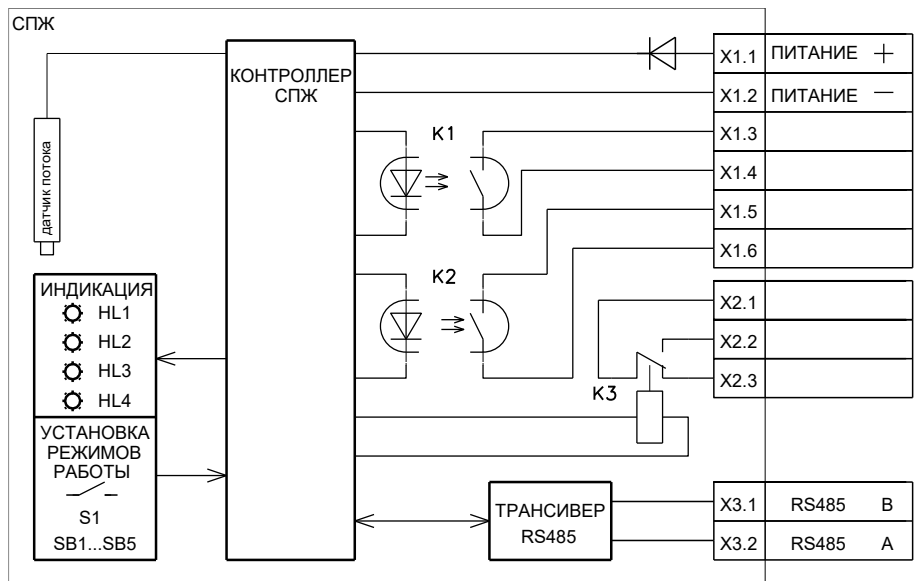 СПЖ
КОНТРОЛЛЕР
СПЖ
датчик потока
K1
K2
K3
X1.1 ПИТАНИЕ +
X1.2 ПИТАНИЕ —
X1.3
X1.4
X1.5
X1.6
X2.1
X2.2
X2.3
ИНДИКАЦИЯ
HL1
HL2
HL3
HL4
УСТАНОВКА
РЕЖИМОВ
РАБОТЫ
S1
SB1...SB5
ТРАНСИВЕР
RS485
X3.1 RS485 B
X3.2 RS485 A